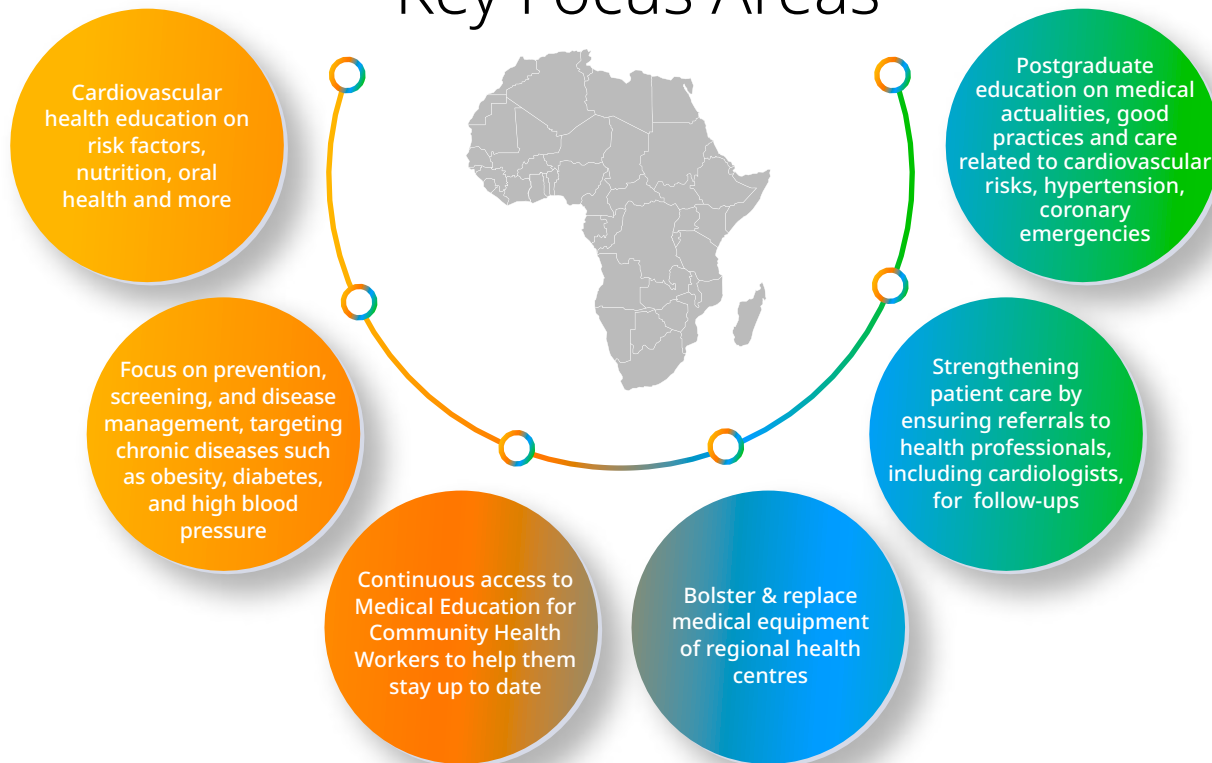 Key Focus Areas
Cardiovascular
health education on
risk factors,
nutrition, oral
health and more
Focus on prevention,
screening, and disease
management, targeting
chronic diseases such
as obesity, diabetes,
and high blood
pressure
Continuous access to
Medical Education for
Community Health
Workers to help them
stay up to date
Bolster & replace
medical equipment
of regional health
centres
Strengthening
patient care by
ensuring referrals to
health professionals,
including cardiologists,
for follow-ups
Postgraduate
education on medical
actualities, good
practices and care
related to cardiovascular
risks, hypertension,
coronary
emergencies